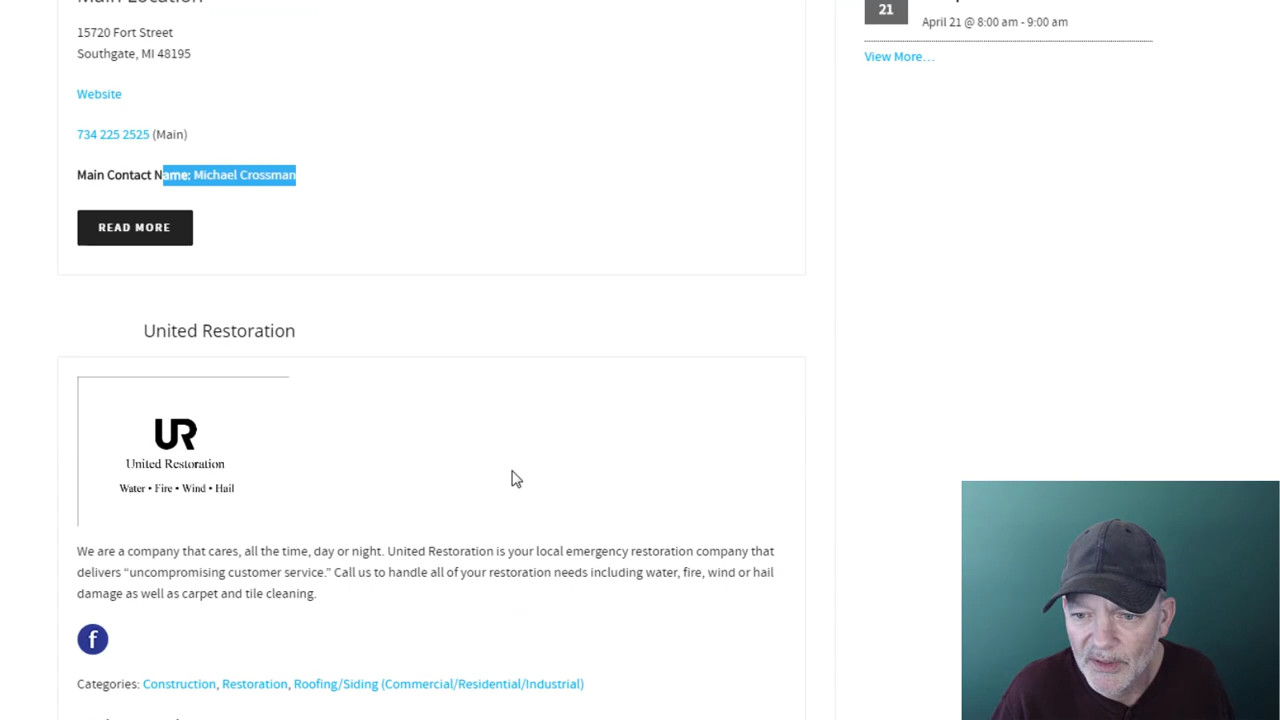 Main Location
15720 Fort Street
Southgate, MI 48195
Website
734 225 2525 (Main)
Main Contact Name: Michael Crossman
READ MORE
21
April 21 @ 8:00 am - 9:00 am
View More…
United Restoration
UR
United Restoration
Water • Fire • Wind • Hail
We are a company that cares, all the time, day or night. United Restoration is your local emergency restoration company that
delivers “uncompromising customer service.” Call us to handle all of your restoration needs including water, fire, wind or hail
damage as well as carpet and tile cleaning.
f
Categories: Construction, Restoration, Roofing/Siding (Commercial/Residential/Industrial)